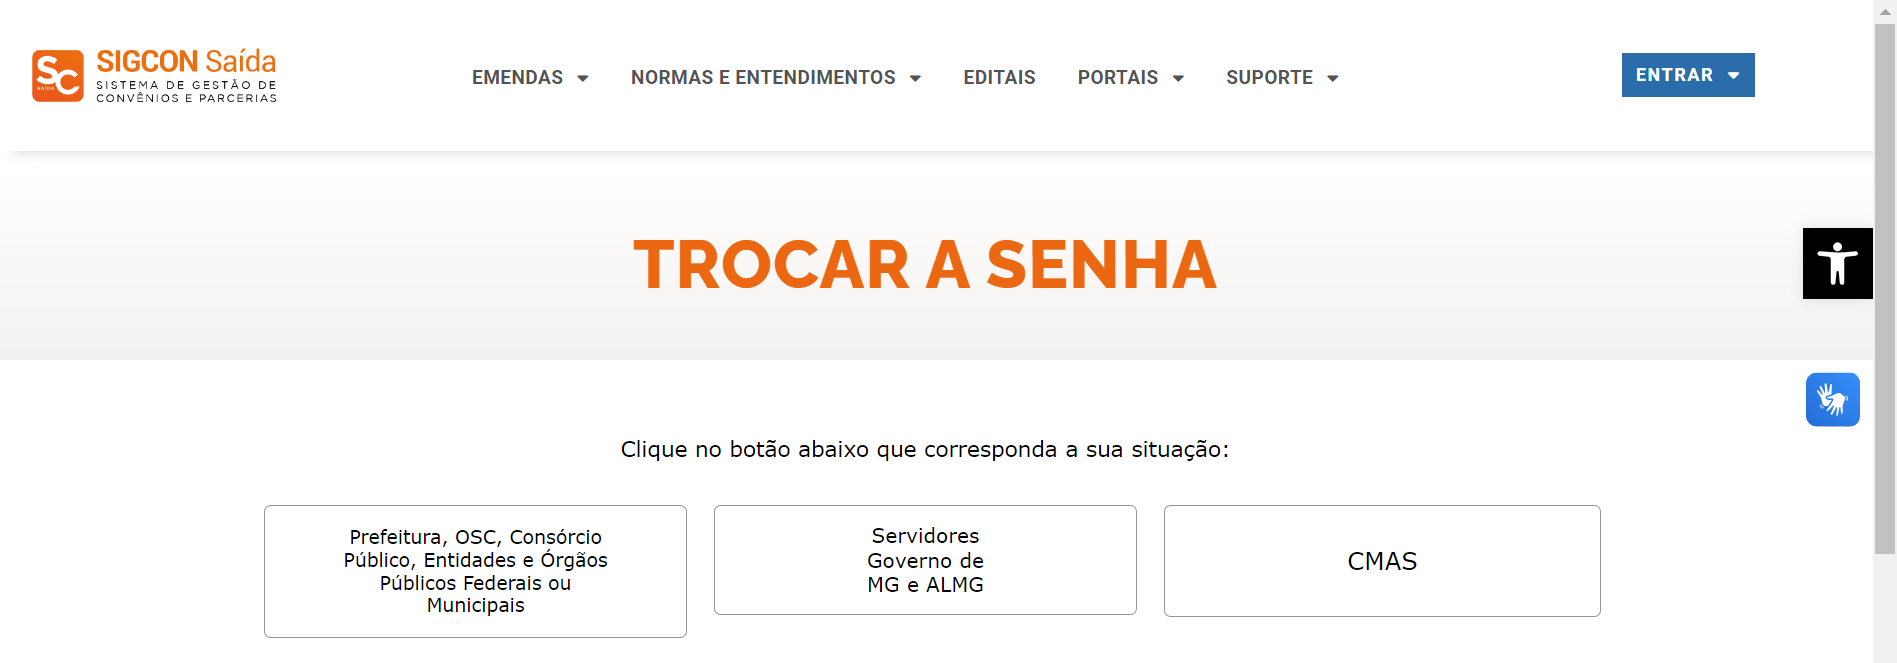 SC
SAÍDA
SIGCON Saída
SISTEMA DE GESTÃO DE
CONVÊNIOS E PARCERIAS
EMENDAS
NORMAS E ENTENDIMENTOS
EDITAIS
PORTAIS
SUPORTE
ENTRAR
TROCAR A SENHA
Clique no botão abaixo que corresponda a sua situação:
Prefeitura, OSC, Consórcio
Público, Entidades e Órgãos
Públicos Federais ou
Municipais
Servidores
Governo de
MG e ALMG
CMAS